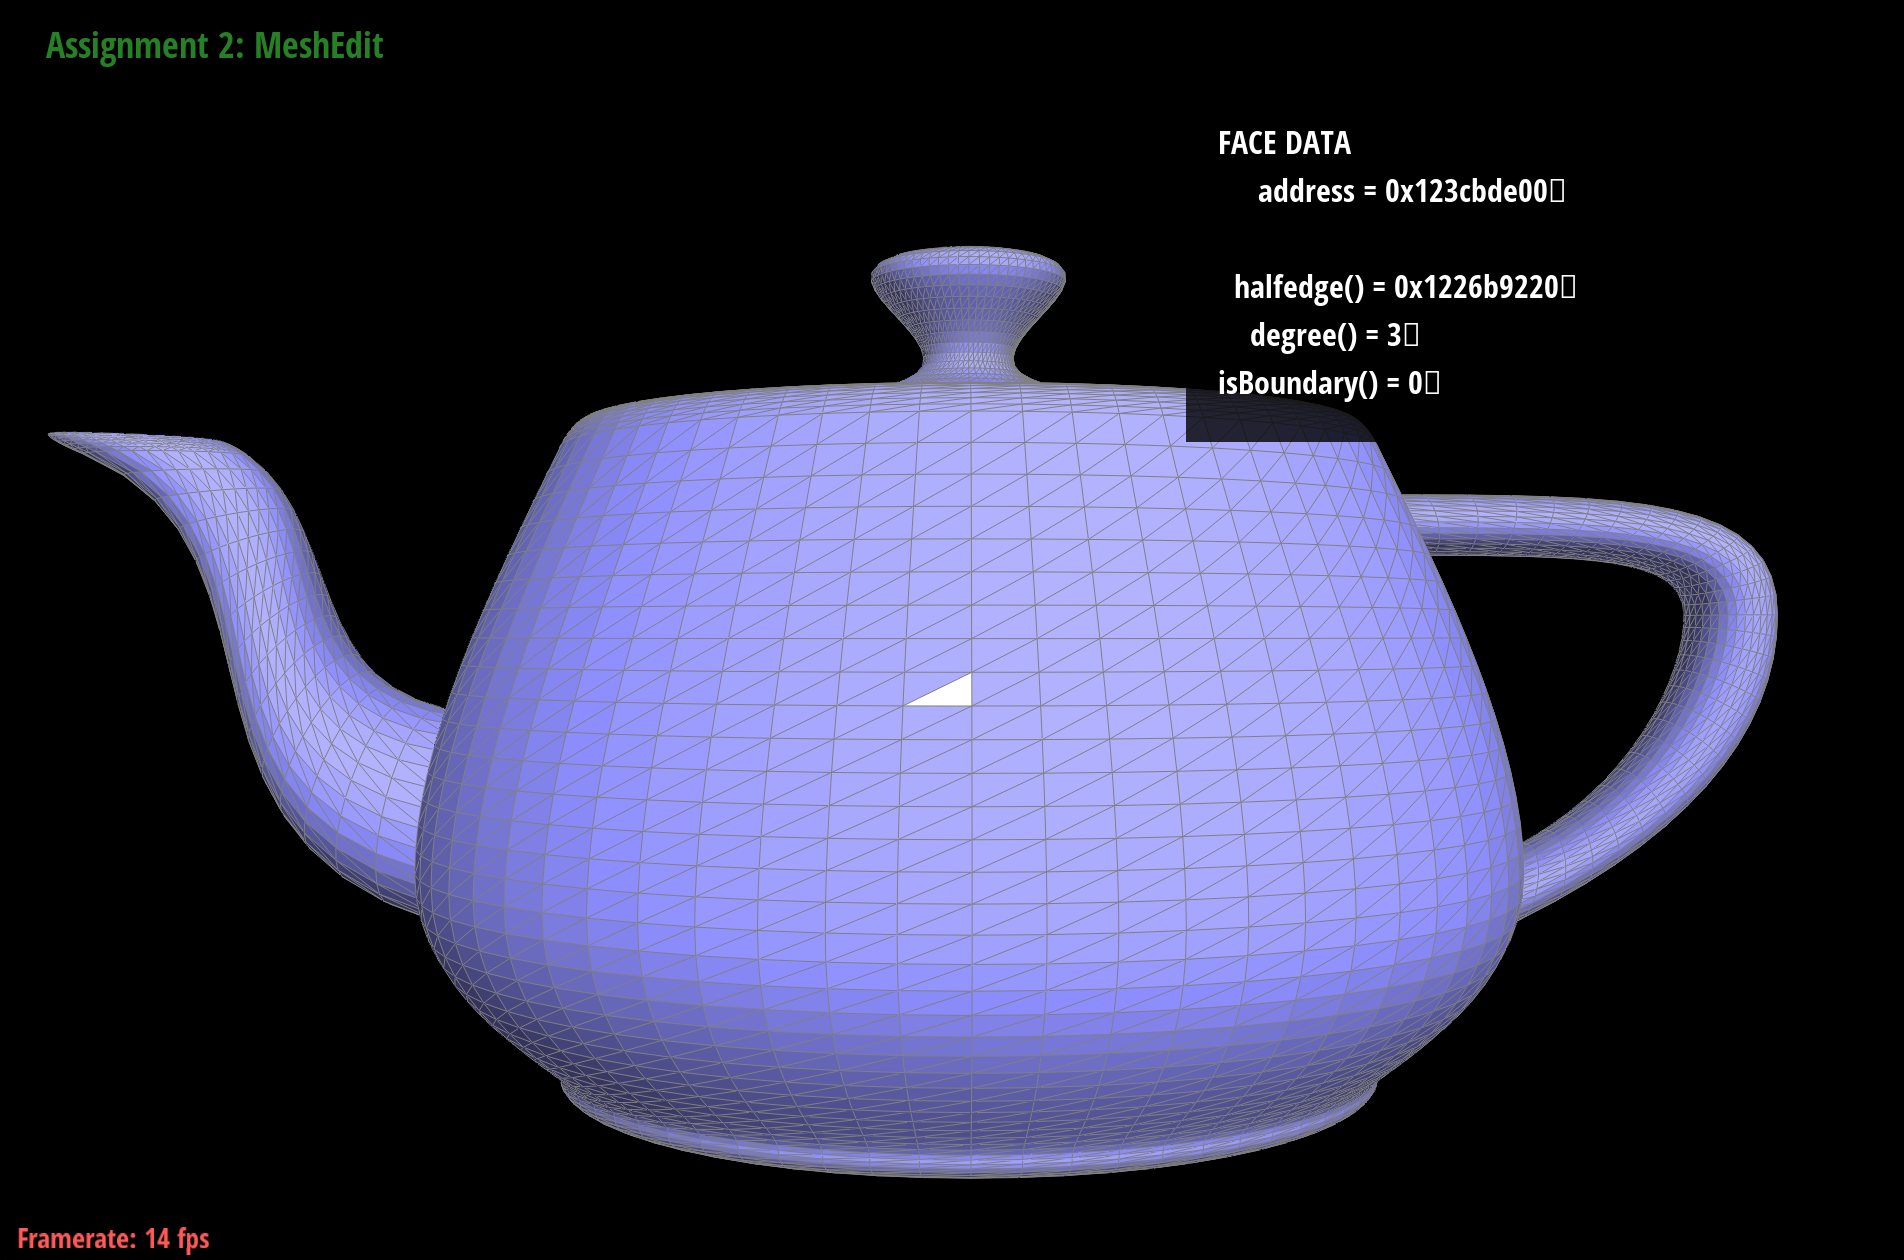 Assignment 2: MeshEdit
FACE DATA
address = 0x123cbde00
halfedge() = 0x1226b9220
degree() = 3
isBoundary() = 0
Framerate: 14 fps